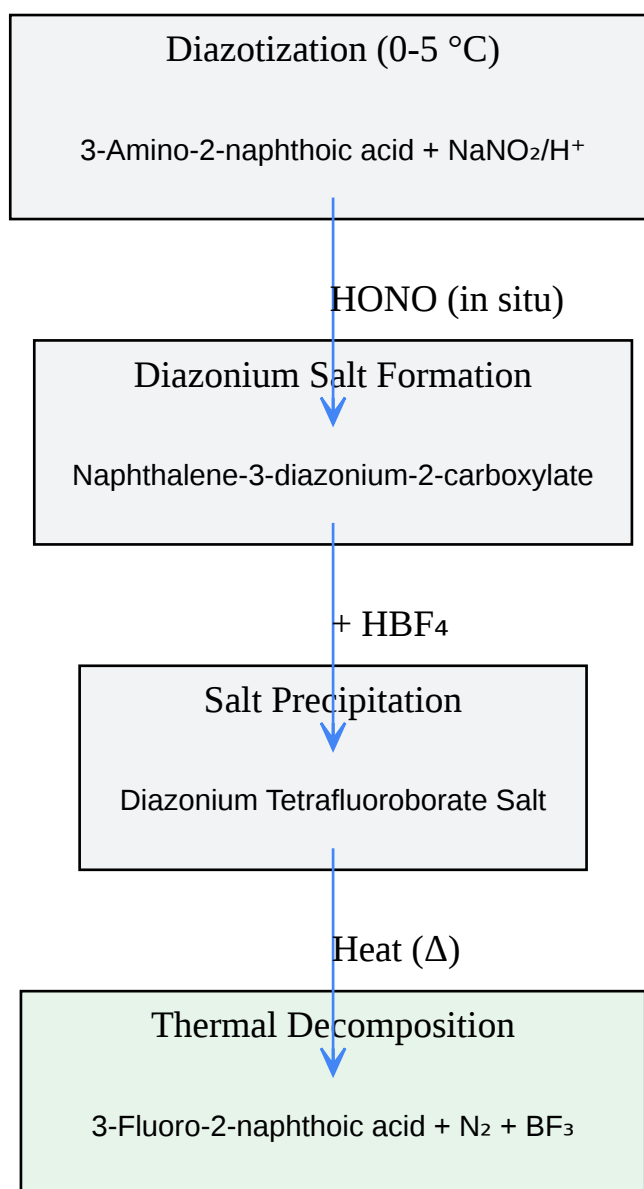 Diazotization (0-5 °C)
3-Amino-2-naphthoic acid + NaNO₂/H⁺
HONO (in situ)
Diazonium Salt Formation
Naphthalene-3-diazonium-2-carboxylate
+ HBF₄
Salt Precipitation
Diazonium Tetrafluoroborate Salt
Heat (Δ)
Thermal Decomposition
3-Fluoro-2-naphthoic acid + N₂ + BF₃